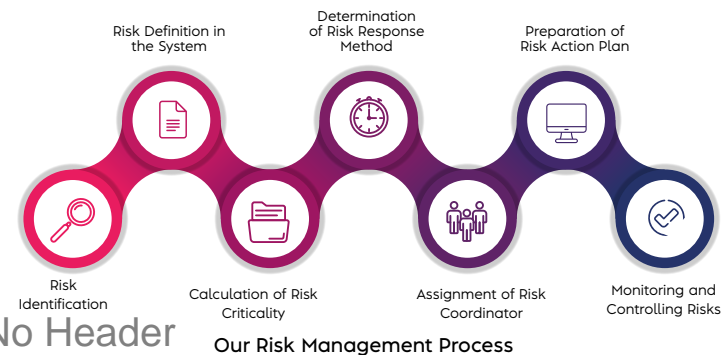 Risk
Identification
Risk Definition in
the System
Calculation of Risk
Criticality
Determination
of Risk Response
Method
Assignment of Risk
Coordinator
Preparation of
Risk Action Plan
Monitoring and
Controlling Risks
No Header
Our Risk Management Process